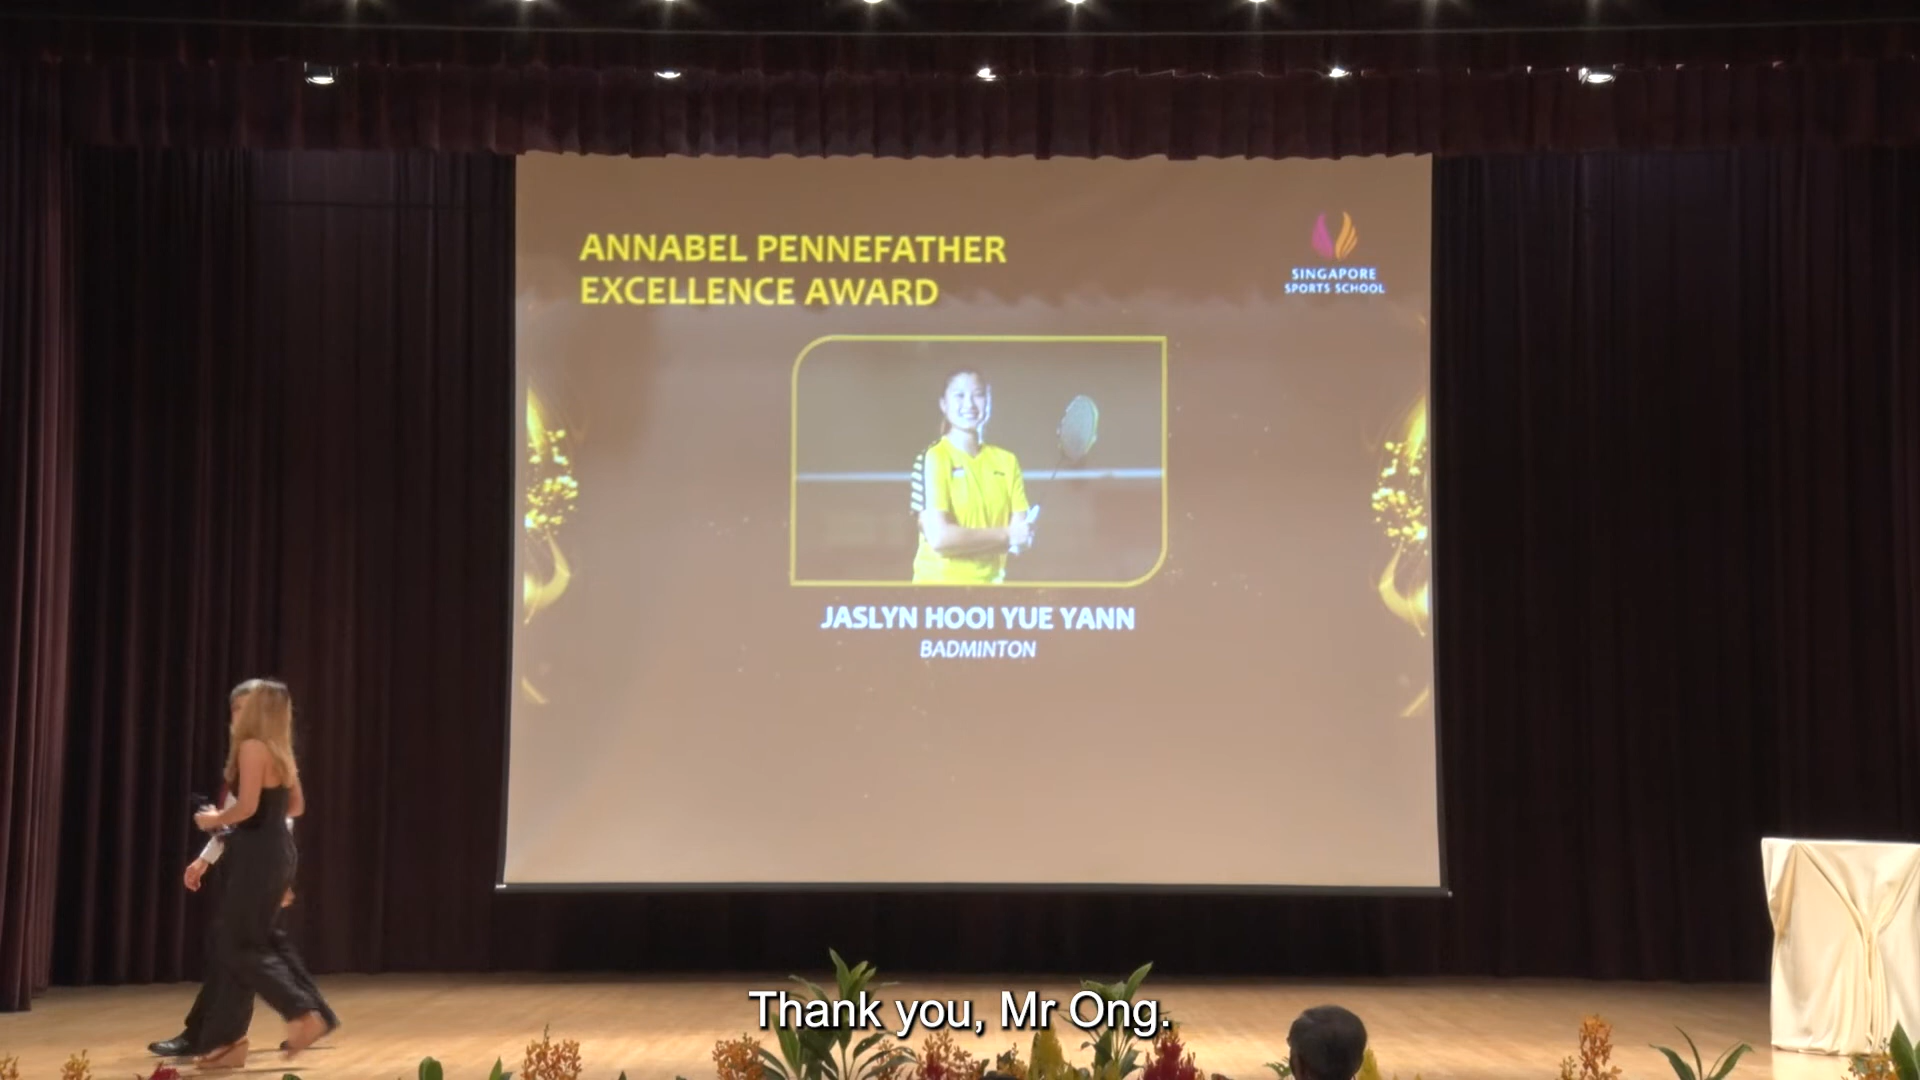 ANNABEL PENNEFATHER
EXCELLENCE AWARD
SINGAPORE
SPORTS SCHOOL
JASLYN HOOI YUE YANN
BADMINTON
Thank you, Mr Ong.